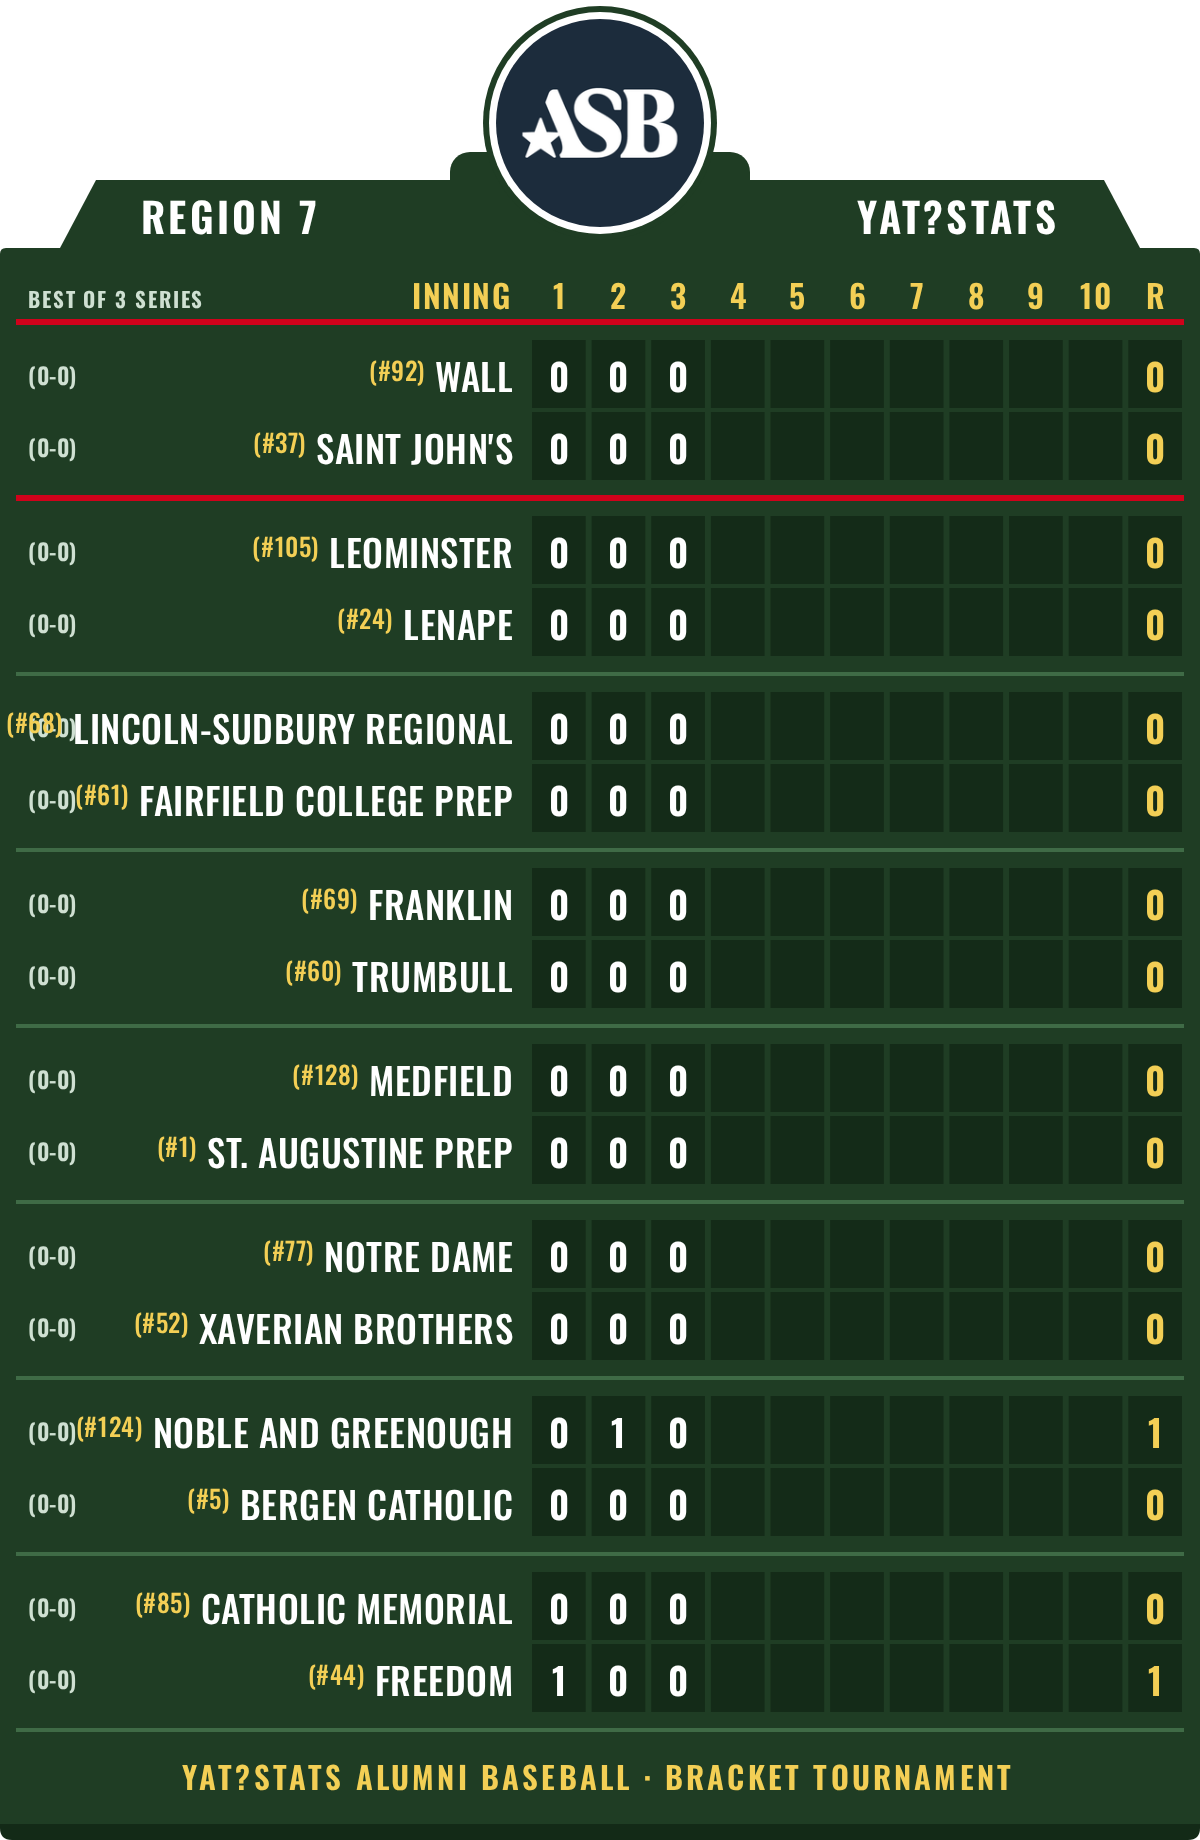 ASB
REGION 7 YAT?STATS
BEST OF 3 SERIES INNING 1 2 3 4 5 6 7 8 9 10 R
(0-0) (#92) WALL 0 0 0 0
(0-0) (#37) SAINT JOHN'S 0 0 0 0
(0-0) (#105) LEOMINSTER 0 0 0 0
(0-0) (#24) LENAPE 0 0 0 0
(0-0) (#68) LINCOLN-SUDBURY REGIONAL 0 0 0 0
(0-0) (#61) FAIRFIELD COLLEGE PREP 0 0 0 0
(0-0) (#69) FRANKLIN 0 0 0 0
(0-0) (#60) TRUMBULL 0 0 0 0
(0-0) (#128) MEDFIELD 0 0 0 0
(0-0) (#1) ST. AUGUSTINE PREP 0 0 0 0
(0-0) (#77) NOTRE DAME 0 0 0 0
(0-0) (#52) XAVERIAN BROTHERS 0 0 0 0
(0-0) (#124) NOBLE AND GREENOUGH 0 1 0 1
(0-0) (#5) BERGEN CATHOLIC 0 0 0 0
(0-0) (#85) CATHOLIC MEMORIAL 0 0 0 0
(0-0) (#44) FREEDOM 1 0 0 1
YAT?STATS ALUMNI BASEBALL · BRACKET TOURNAMENT